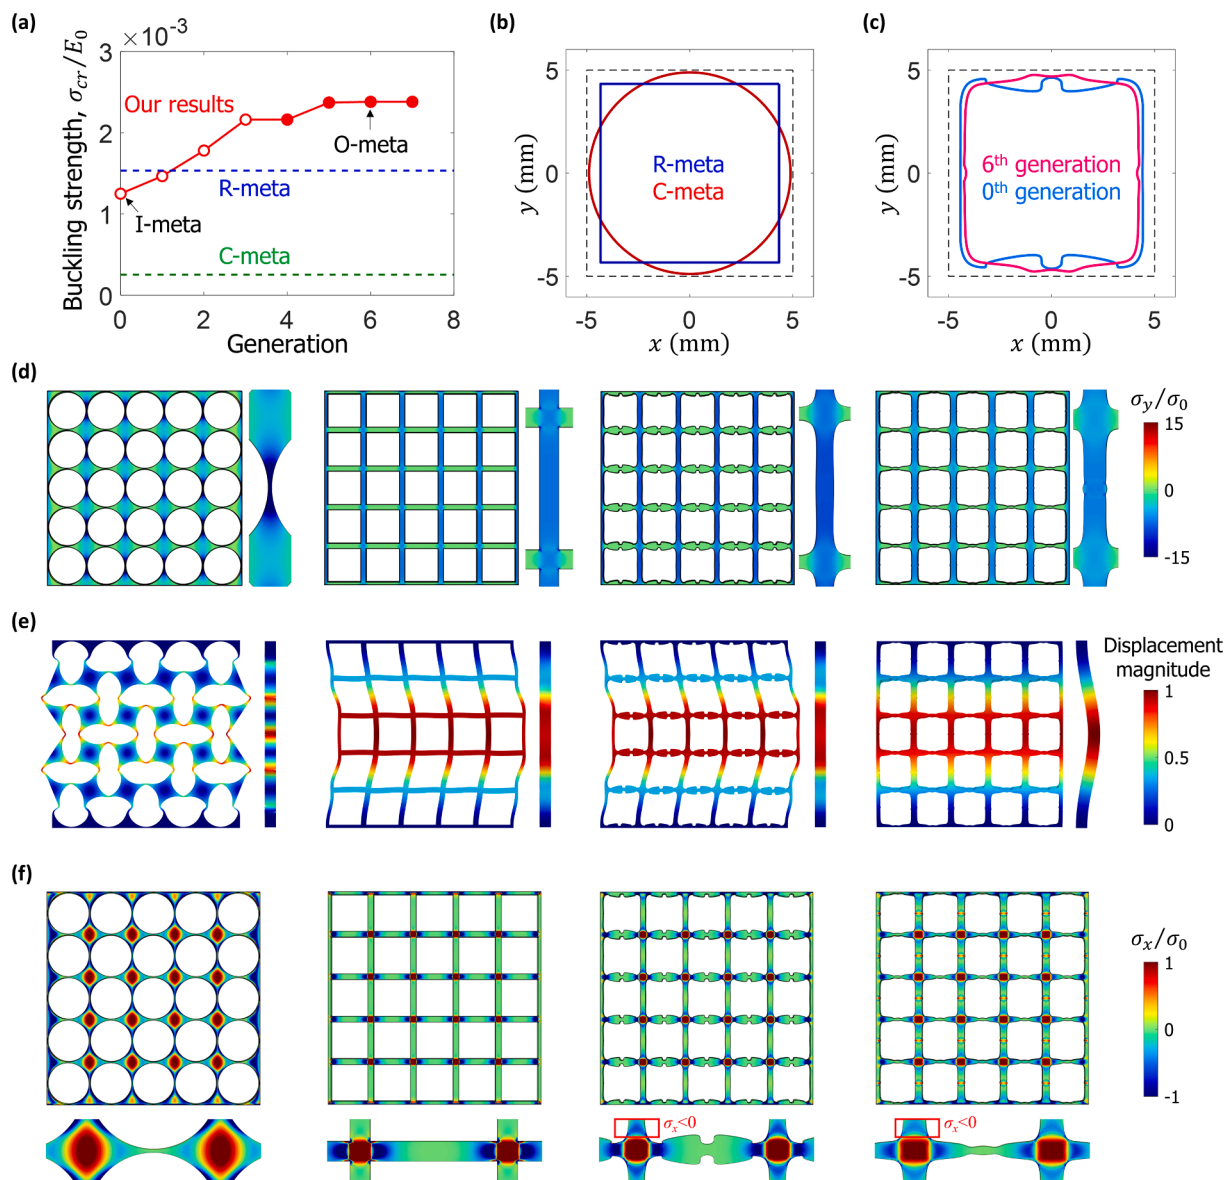 (a)
×10⁻³
3
2
1
0
Buckling strength, σcr/E₀
Our results
O-meta
R-meta
I-meta
C-meta
0 2 4 6 8
Generation
(b)
5
0
-5
y (mm)
R-meta
C-meta
-5 0 5
x (mm)
(c)
5
0
-5
y (mm)
6th generation
0th generation
-5 0 5
x (mm)
(d)
σy/σ₀
15
0
-15
(e)
Displacement
magnitude
1
0.5
0
(f)
σx/σ₀
1
0
-1
σx<0
σx<0